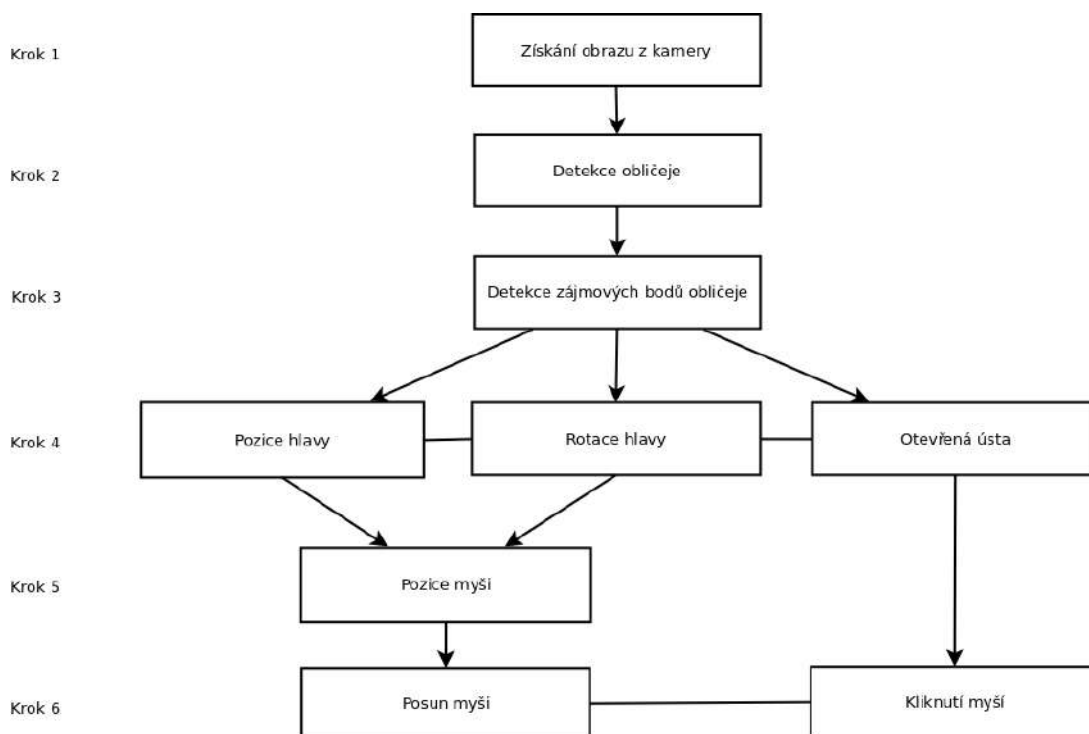 Krok 1
Získání obrazu z kamery
Krok 2
Detekce obličeje
Krok 3
Detekce zájmových bodů obličeje
Krok 4
Pozice hlavy
Rotace hlavy
Otevřená ústa
Krok 5
Pozice myši
Krok 6
Posun myši
Kliknutí myší